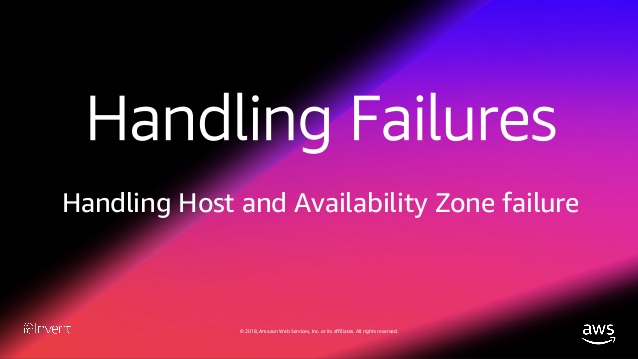 Handling Failures
Handling Host and Availability Zone failure
re:Invent
© 2018, Amazon Web Services, Inc. or its affiliates. All rights reserved.
aws